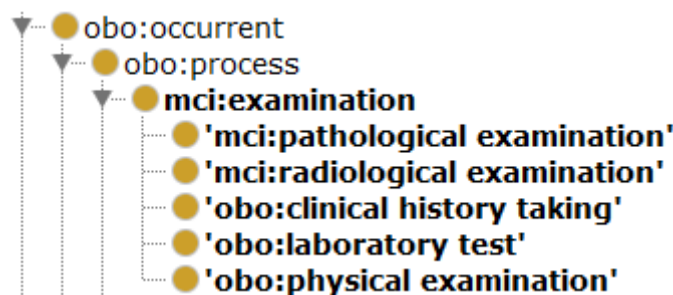 obo:occurrent
obo:process
mci:examination
'mci:pathological examination'
'mci:radiological examination'
'obo:clinical history taking'
'obo:laboratory test'
'obo:physical examination'